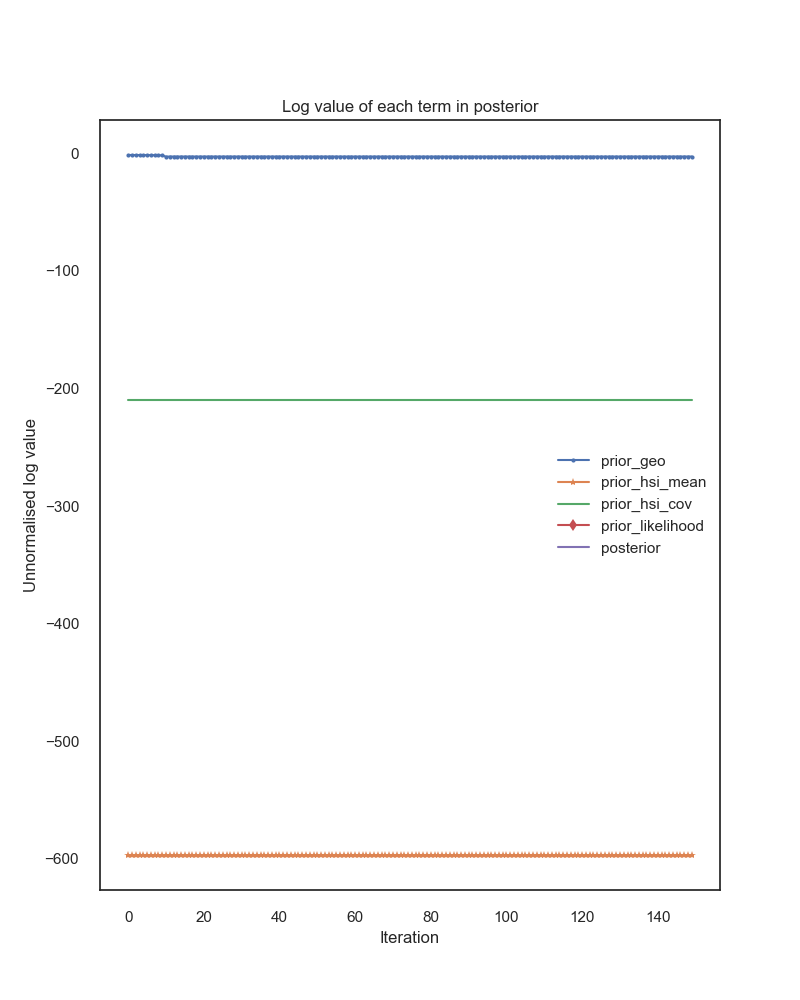 Log value of each term in posterior
Unnormalised log value
0
−100
−200
−300
−400
−500
−600
prior_geo
prior_hsi_mean
prior_hsi_cov
prior_likelihood
posterior
0 20 40 60 80 100 120 140
Iteration